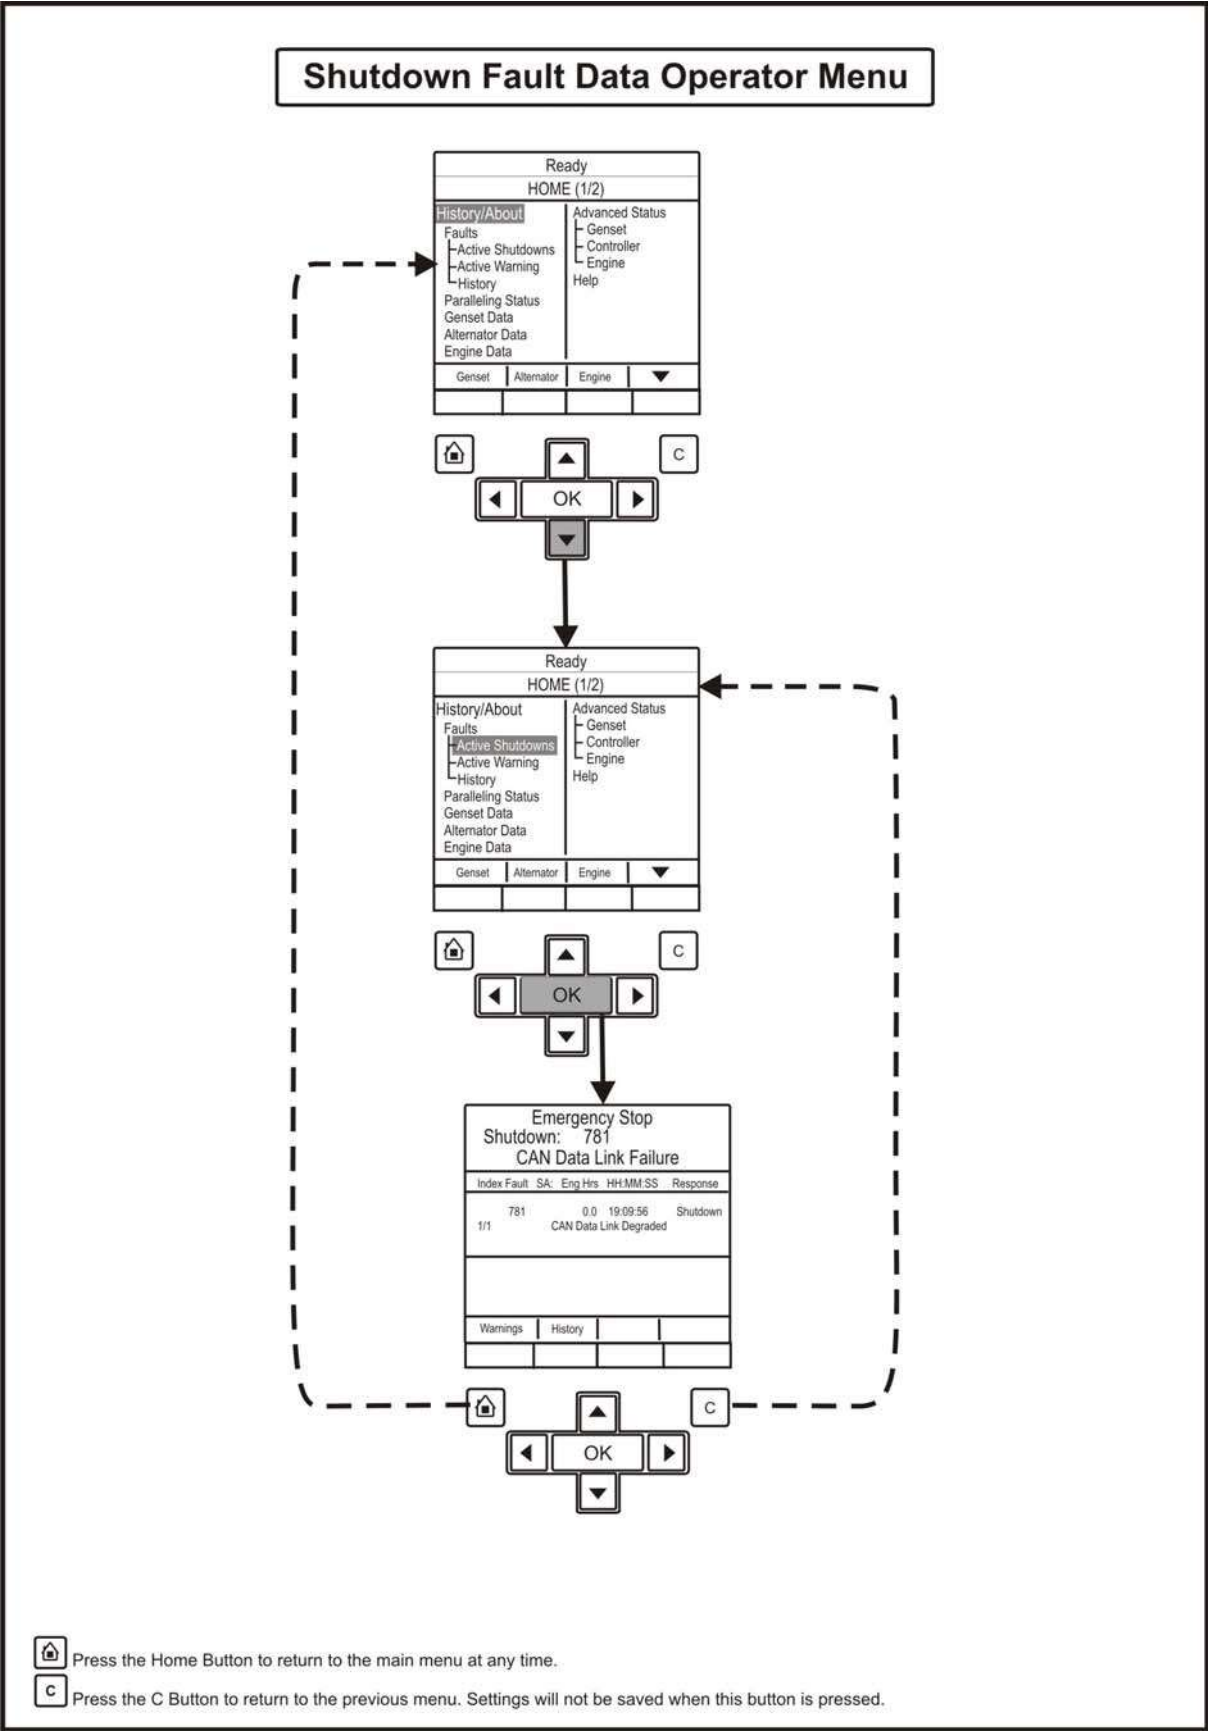 Shutdown Fault Data Operator Menu
Ready
HOME (1/2)
History/About
Faults
Active Shutdowns
Active Warning
History
Paralleling Status
Genset Data
Alternator Data
Engine Data
Advanced Status
Genset
Controller
Engine
Help
Genset Alternator Engine
C
OK
Ready
HOME (1/2)
History/About
Faults
Active Shutdowns
Active Warning
History
Paralleling Status
Genset Data
Alternator Data
Engine Data
Advanced Status
Genset
Controller
Engine
Help
Genset Alternator Engine
C
OK
Emergency Stop
Shutdown: 781
CAN Data Link Failure
Index Fault SA: Eng Hrs HH:MM:SS Response
781 0.0 19:09:56 Shutdown
1/1 CAN Data Link Degraded
Warnings History
C
OK
Press the Home Button to return to the main menu at any time.
C Press the C Button to return to the previous menu. Settings will not be saved when this button is pressed.